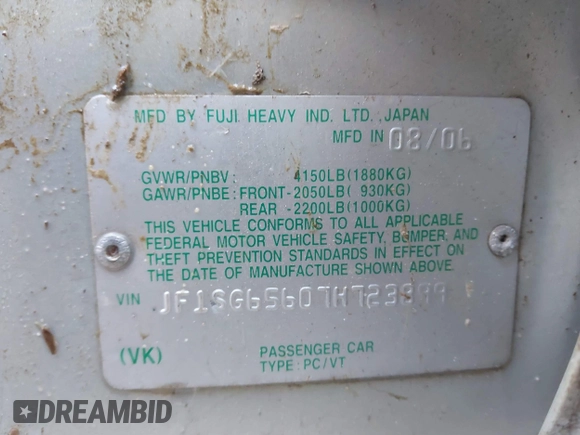 MFD BY FUJI HEAVY IND. LTD., JAPAN
MFD IN 08/06
GVWR/PNBV: 4150LB(1880KG)
GAWR/PNBE: FRONT-2050LB( 930KG)
REAR -2200LB(1000KG)
THIS VEHICLE CONFORMS TO ALL APPLICABLE
FEDERAL MOTOR VEHICLE SAFETY, BUMPER, AND
THEFT PREVENTION STANDARDS IN EFFECT ON
THE DATE OF MANUFACTURE SHOWN ABOVE.
VIN JF1SG65607H723899
(VK) PASSENGER CAR
TYPE: PC/VT
DREAMBID